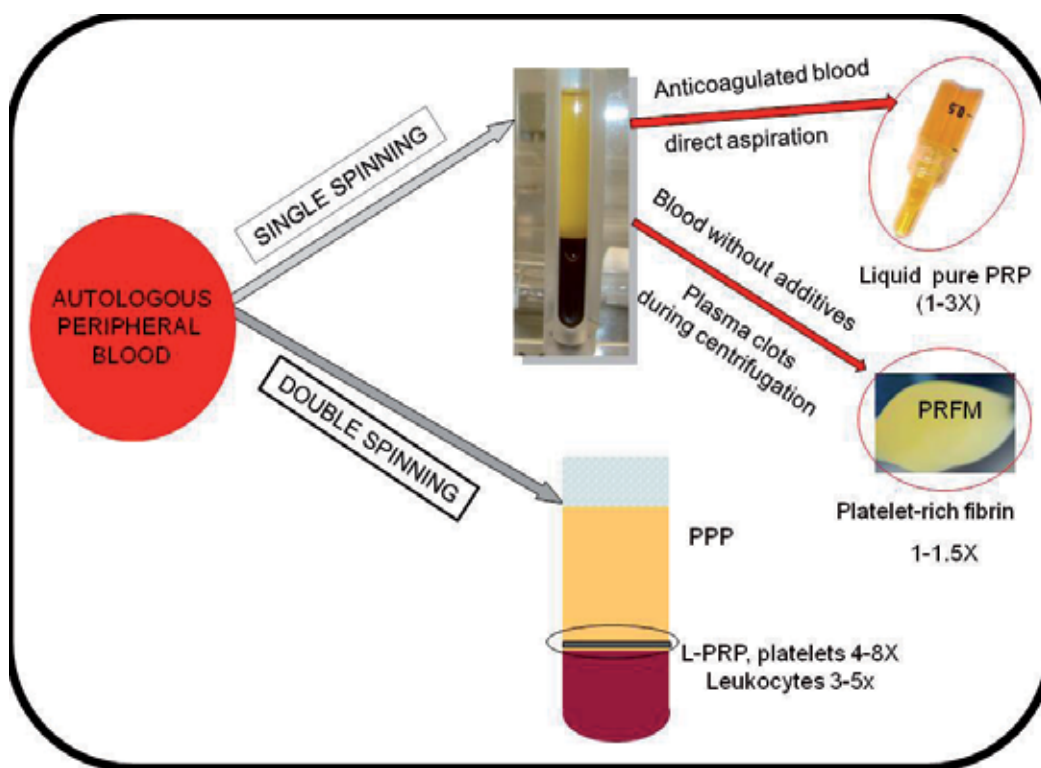 AUTOLOGOUS
PERIPHERAL
BLOOD
SINGLE SPINNING
DOUBLE SPINNING
Anticoagulated blood
direct aspiration
Blood without additives
Plasma clots
during centrifugation
- 0.5
Liquid pure PRP
(1-3X)
PRFM
Platelet-rich fibrin
1-1.5X
PPP
L-PRP, platelets 4-8X
Leukocytes 3-5x